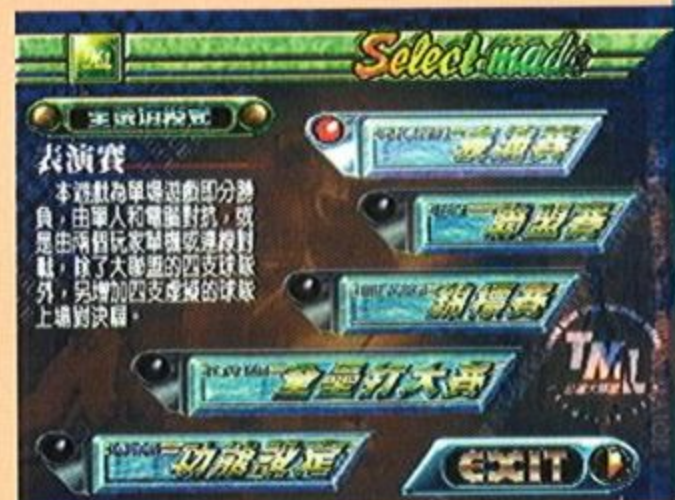 Select mode
表演賽
本遊戲為單場遊戲即分勝
負，由單人和電腦對抗，或
是由兩個玩家單機或連線對
戰，除了大聯盟的四支球隊
外，另增加四支虛擬的球隊
上場對決屬。
表演賽
聯盟賽
錦標賽
全壘打大賽
功能設定
EXIT
TML